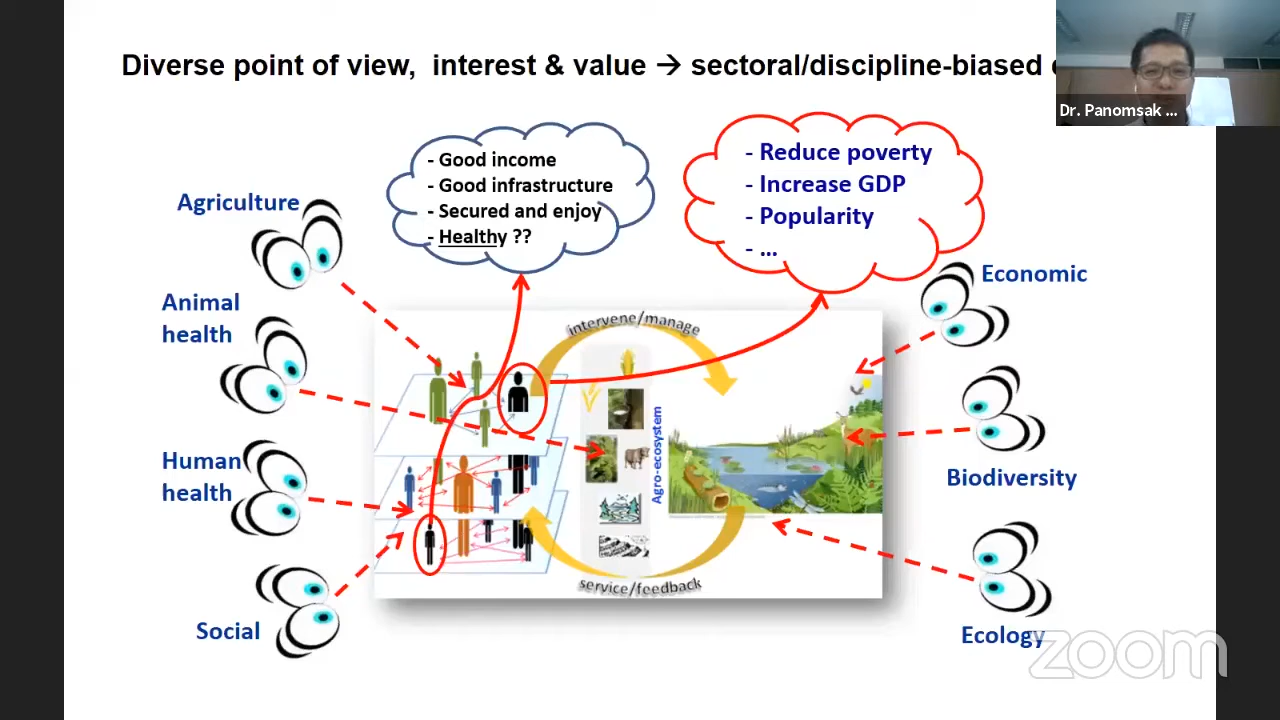 Diverse point of view, interest & value → sectoral/discipline-biased
Dr. Panomsak ...
- Good income
- Good infrastructure
- Secured and enjoy
- Healthy ??
- Reduce poverty
- Increase GDP
- Popularity
- ...
Agriculture
Animal
health
Human
health
Social
Economic
Biodiversity
Ecology
intervene/manage
Agro-ecosystem
service/feedback
zoom